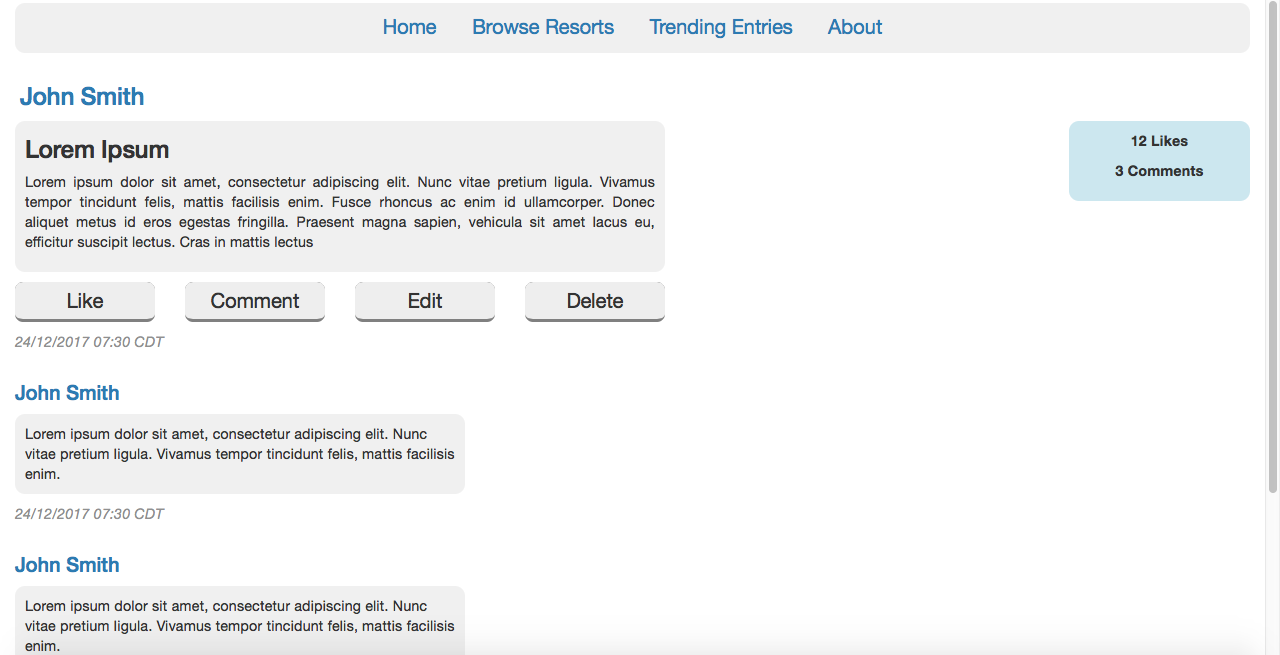 Home Browse Resorts Trending Entries About
John Smith
Lorem Ipsum
Lorem ipsum dolor sit amet, consectetur adipiscing elit. Nunc vitae pretium ligula. Vivamus
tempor tincidunt felis, mattis facilisis enim. Fusce rhoncus ac enim id ullamcorper. Donec
aliquet metus id eros egestas fringilla. Praesent magna sapien, vehicula sit amet lacus eu,
efficitur suscipit lectus. Cras in mattis lectus
12 Likes
3 Comments
Like Comment Edit Delete
24/12/2017 07:30 CDT
John Smith
Lorem ipsum dolor sit amet, consectetur adipiscing elit. Nunc
vitae pretium ligula. Vivamus tempor tincidunt felis, mattis facilisis
enim.
24/12/2017 07:30 CDT
John Smith
Lorem ipsum dolor sit amet, consectetur adipiscing elit. Nunc
vitae pretium ligula. Vivamus tempor tincidunt felis, mattis facilisis
enim.